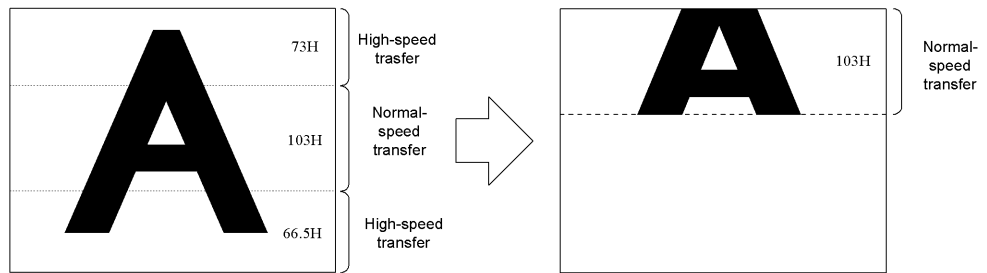 73H
High-speed
trasfer
103H
Normal-
speed
transfer
66.5H
High-speed
transfer
A
103H
Normal-
speed
transfer
A